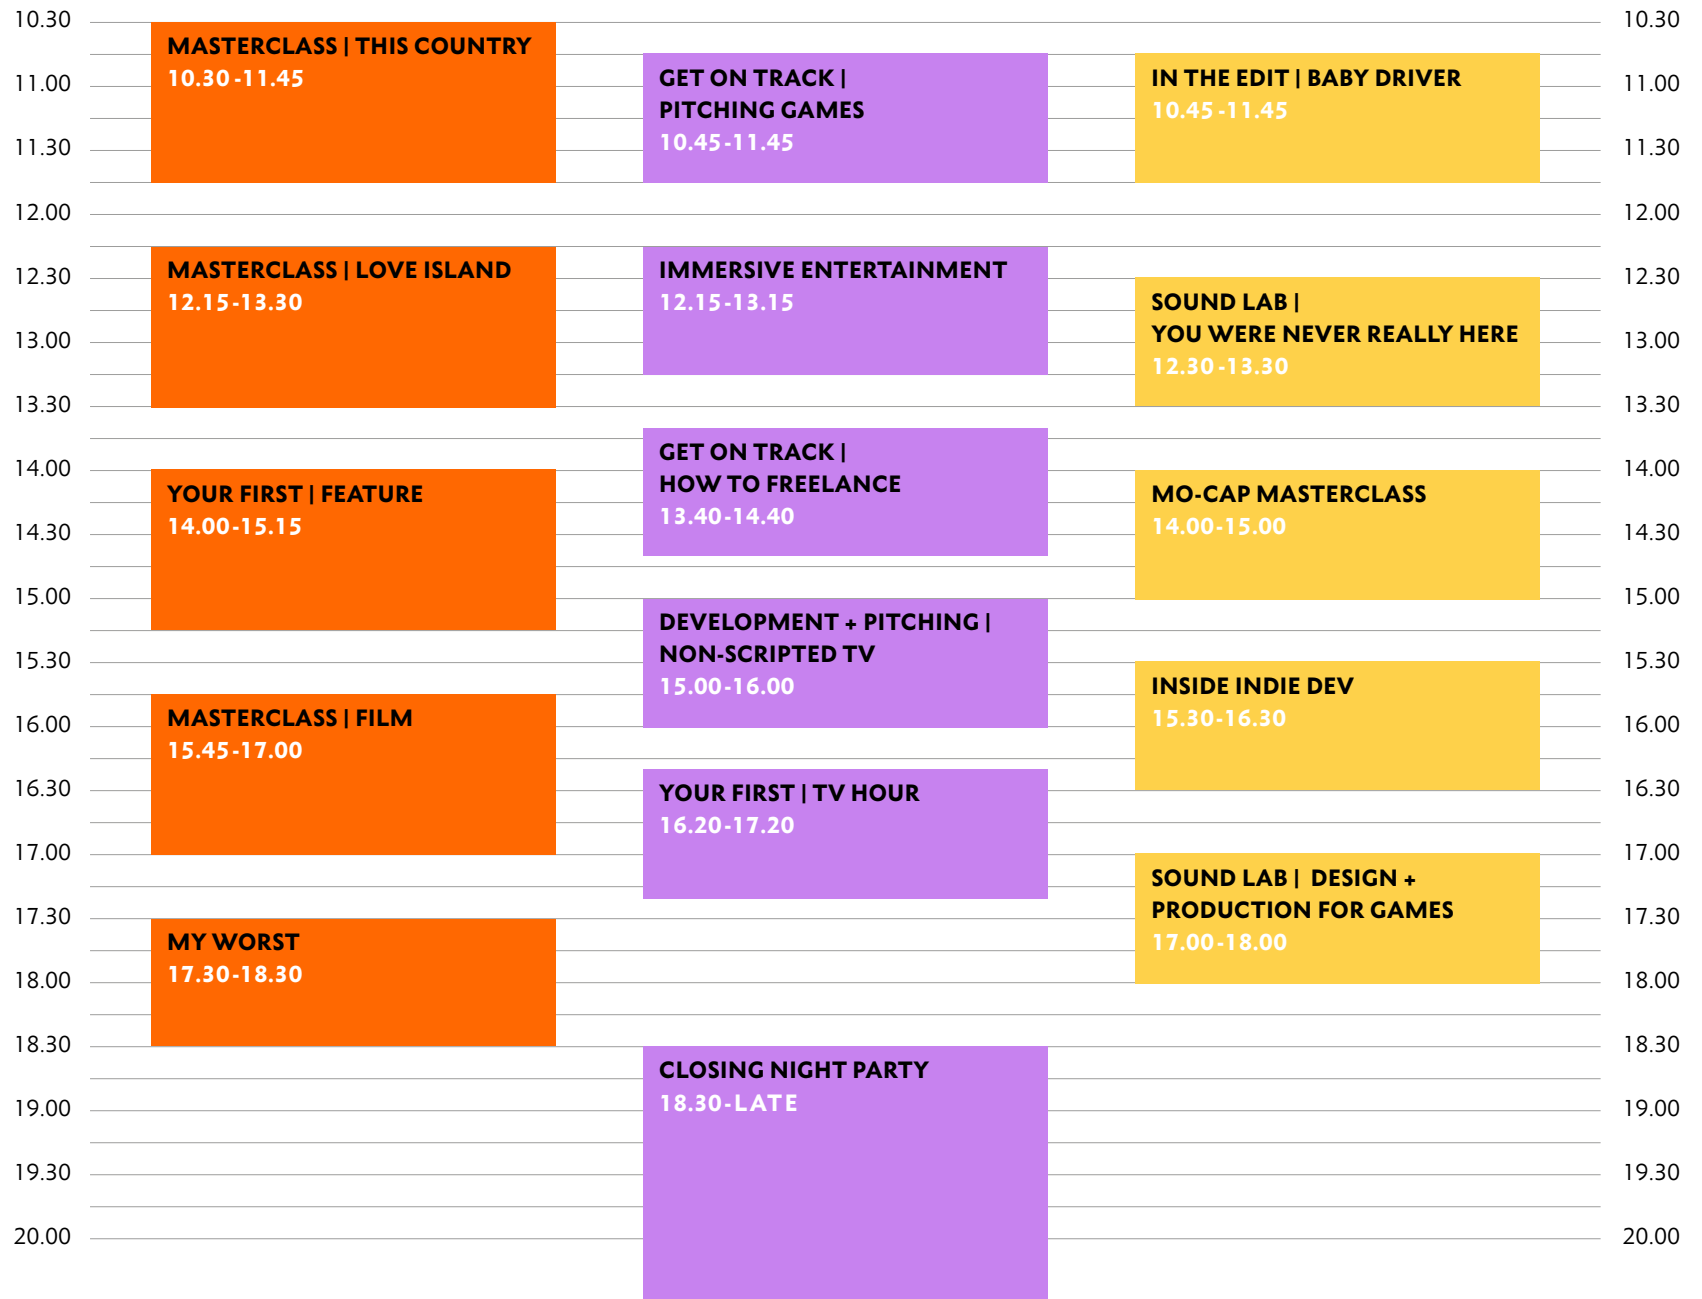 10.30
11.00
11.30
12.00
12.30
13.00
13.30
14.00
14.30
15.00
15.30
16.00
16.30
17.00
17.30
18.00
18.30
19.00
19.30
20.00
MASTERCLASS | THIS COUNTRY
10.30-11.45
MASTERCLASS | LOVE ISLAND
12.15-13.30
YOUR FIRST | FEATURE
14.00-15.15
MASTERCLASS | FILM
15.45-17.00
MY WORST
17.30-18.30
GET ON TRACK |
PITCHING GAMES
10.45-11.45
IMMERSIVE ENTERTAINMENT
12.15-13.15
GET ON TRACK |
HOW TO FREELANCE
13.40-14.40
DEVELOPMENT + PITCHING |
NON-SCRIPTED TV
15.00-16.00
YOUR FIRST | TV HOUR
16.20-17.20
CLOSING NIGHT PARTY
18.30-LATE
IN THE EDIT | BABY DRIVER
10.45-11.45
SOUND LAB |
YOU WERE NEVER REALLY HERE
12.30-13.30
MO-CAP MASTERCLASS
14.00-15.00
INSIDE INDIE DEV
15.30-16.30
SOUND LAB | DESIGN +
PRODUCTION FOR GAMES
17.00-18.00
10.30
11.00
11.30
12.00
12.30
13.00
13.30
14.00
14.30
15.00
15.30
16.00
16.30
17.00
17.30
18.00
18.30
19.00
19.30
20.00